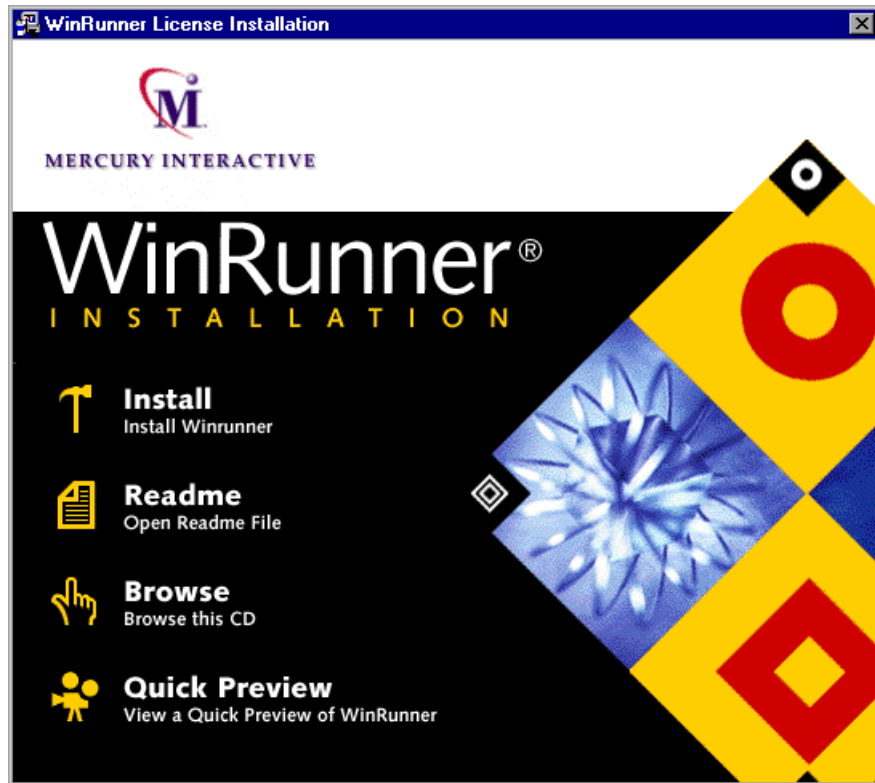 WinRunner License Installation
M
MERCURY INTERACTIVE
WinRunner®
INSTALLATION
Install
Install Winrunner
Readme
Open Readme File
Browse
Browse this CD
Quick Preview
View a Quick Preview of WinRunner